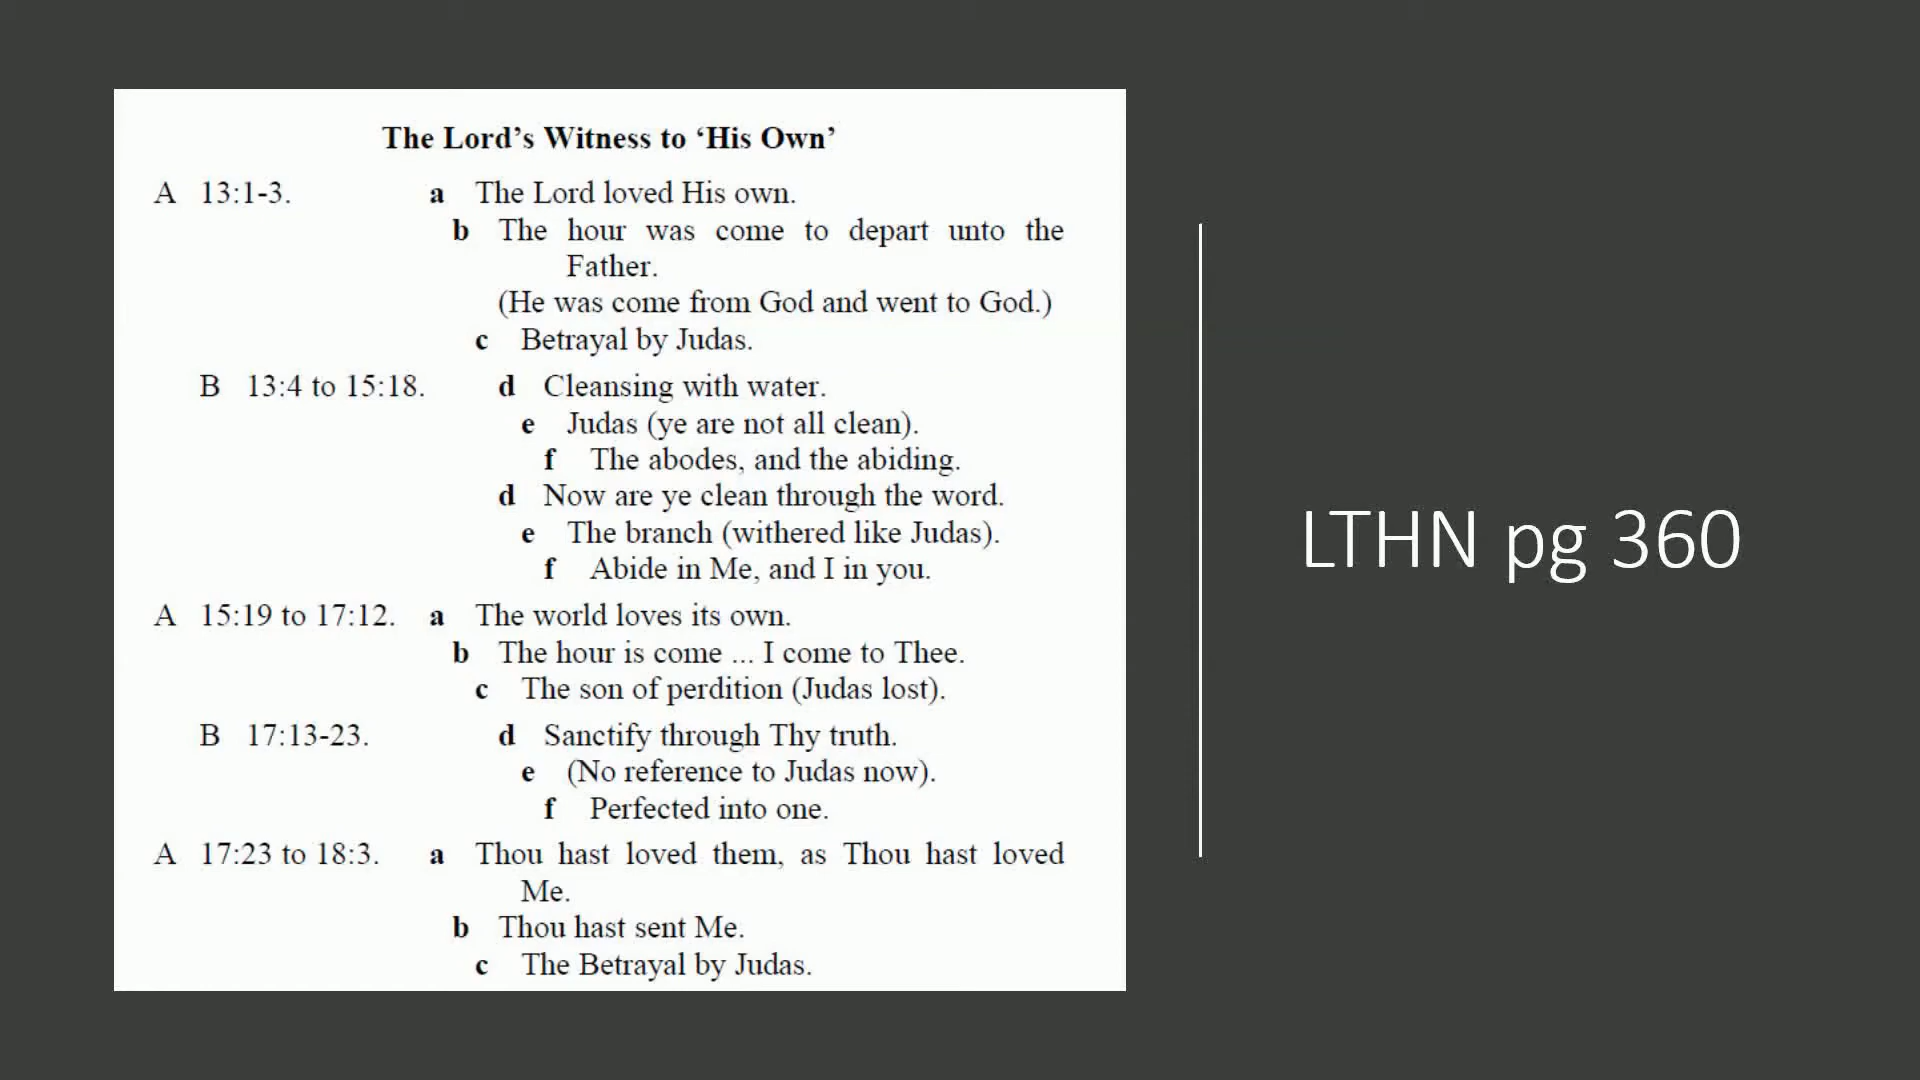 The Lord’s Witness to ‘His Own’
A 13:1-3. a The Lord loved His own.
b The hour was come to depart unto the
Father.
(He was come from God and went to God.)
c Betrayal by Judas.
B 13:4 to 15:18. d Cleansing with water.
e Judas (ye are not all clean).
f The abodes, and the abiding.
d Now are ye clean through the word.
e The branch (withered like Judas).
f Abide in Me, and I in you.
A 15:19 to 17:12. a The world loves its own.
b The hour is come ... I come to Thee.
c The son of perdition (Judas lost).
B 17:13-23. d Sanctify through Thy truth.
e (No reference to Judas now).
f Perfected into one.
A 17:23 to 18:3. a Thou hast loved them, as Thou hast loved
Me.
b Thou hast sent Me.
c The Betrayal by Judas.
LTHN pg 360